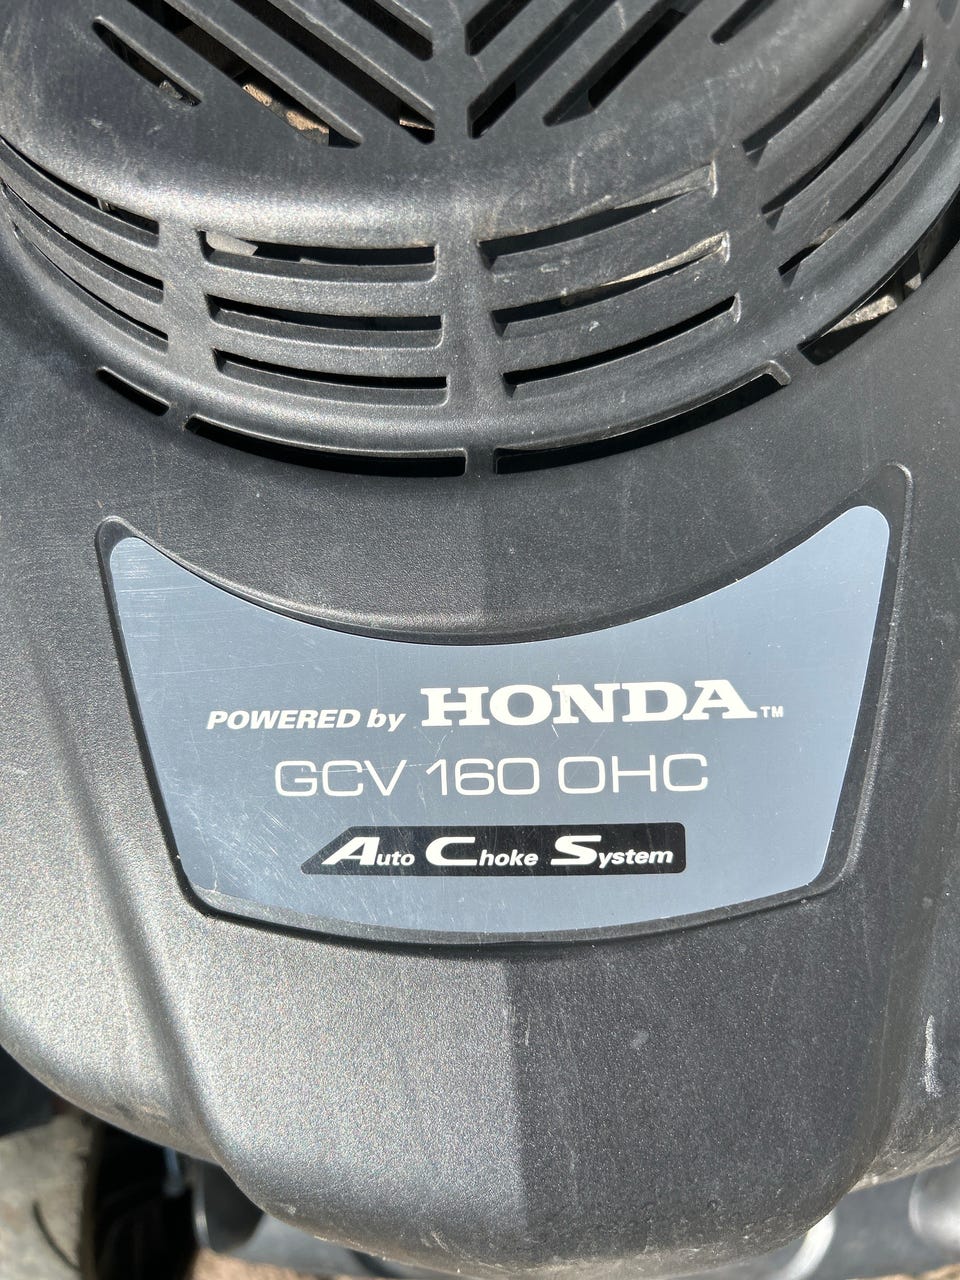 POWERED by HONDA™
GCV 160 OHC
Auto Choke System